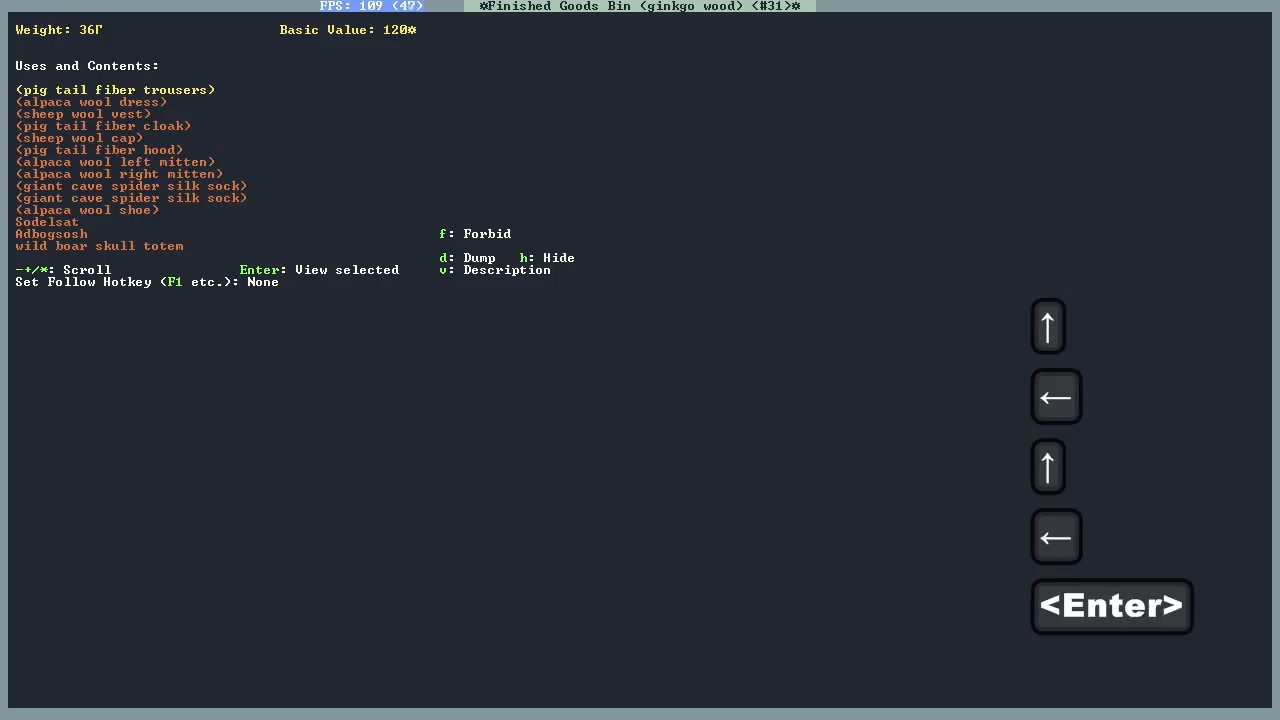 FPS: 109 (47)
☼Finished Goods Bin (ginkgo wood) <#31>☼
Weight: 36Γ
Basic Value: 120☼
Uses and Contents:
(pig tail fiber trousers)
(alpaca wool dress)
(sheep wool vest)
(pig tail fiber cloak)
(sheep wool cap)
(pig tail fiber hood)
(alpaca wool left mitten)
(alpaca wool right mitten)
(giant cave spider silk sock)
(giant cave spider silk sock)
(alpaca wool shoe)
Sodelsat
Adbogsosh
f: Forbid
wild boar skull totem
d: Dump h: Hide
-+/*: Scroll
Enter: View selected
v: Description
Set Follow Hotkey (F1 etc.): None
↑
←
↑
←
<Enter>